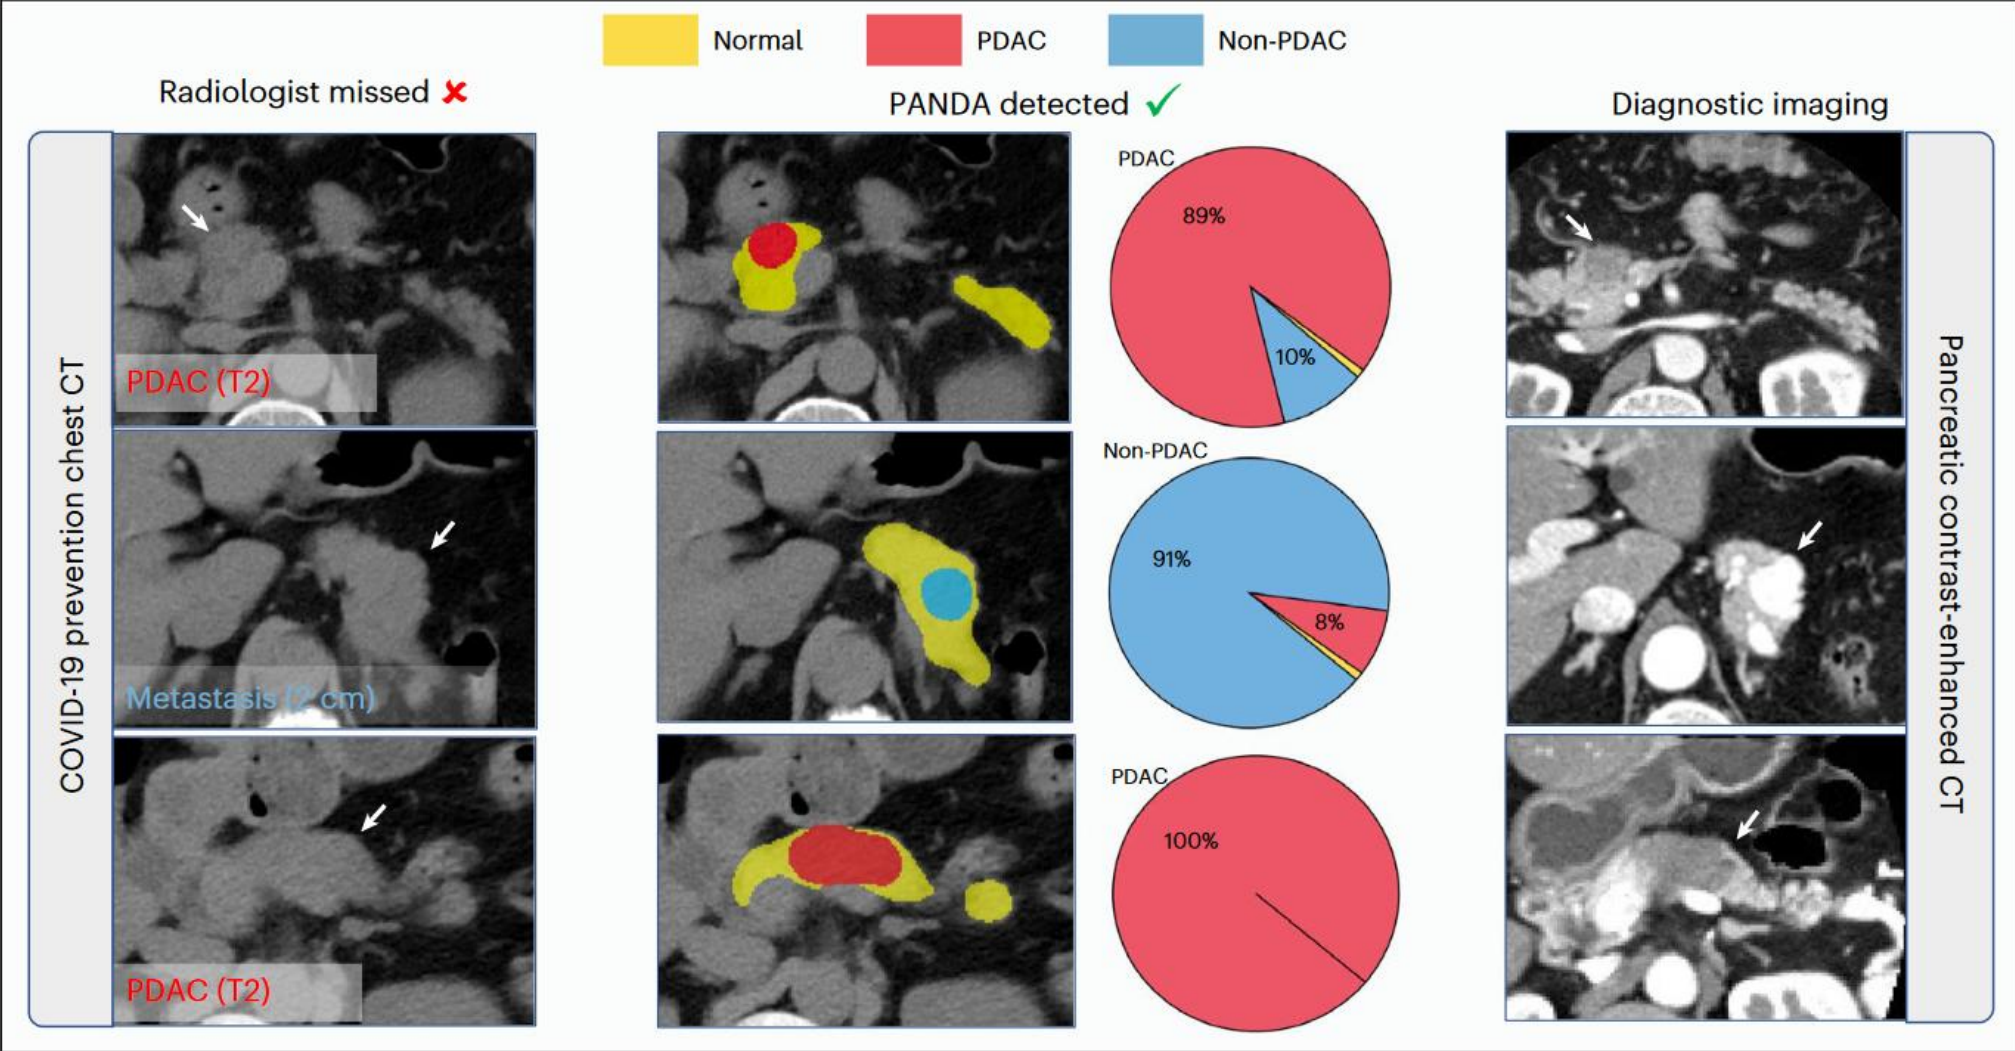 Normal
PDAC
Non-PDAC
Radiologist missed ✘
PANDA detected ✓
Diagnostic imaging
COVID-19 prevention chest CT
PDAC (T2)
PDAC
89%
10%
Metastasis (2 cm)
Non-PDAC
91%
8%
PDAC (T2)
PDAC
100%
Pancreatic contrast-enhanced CT